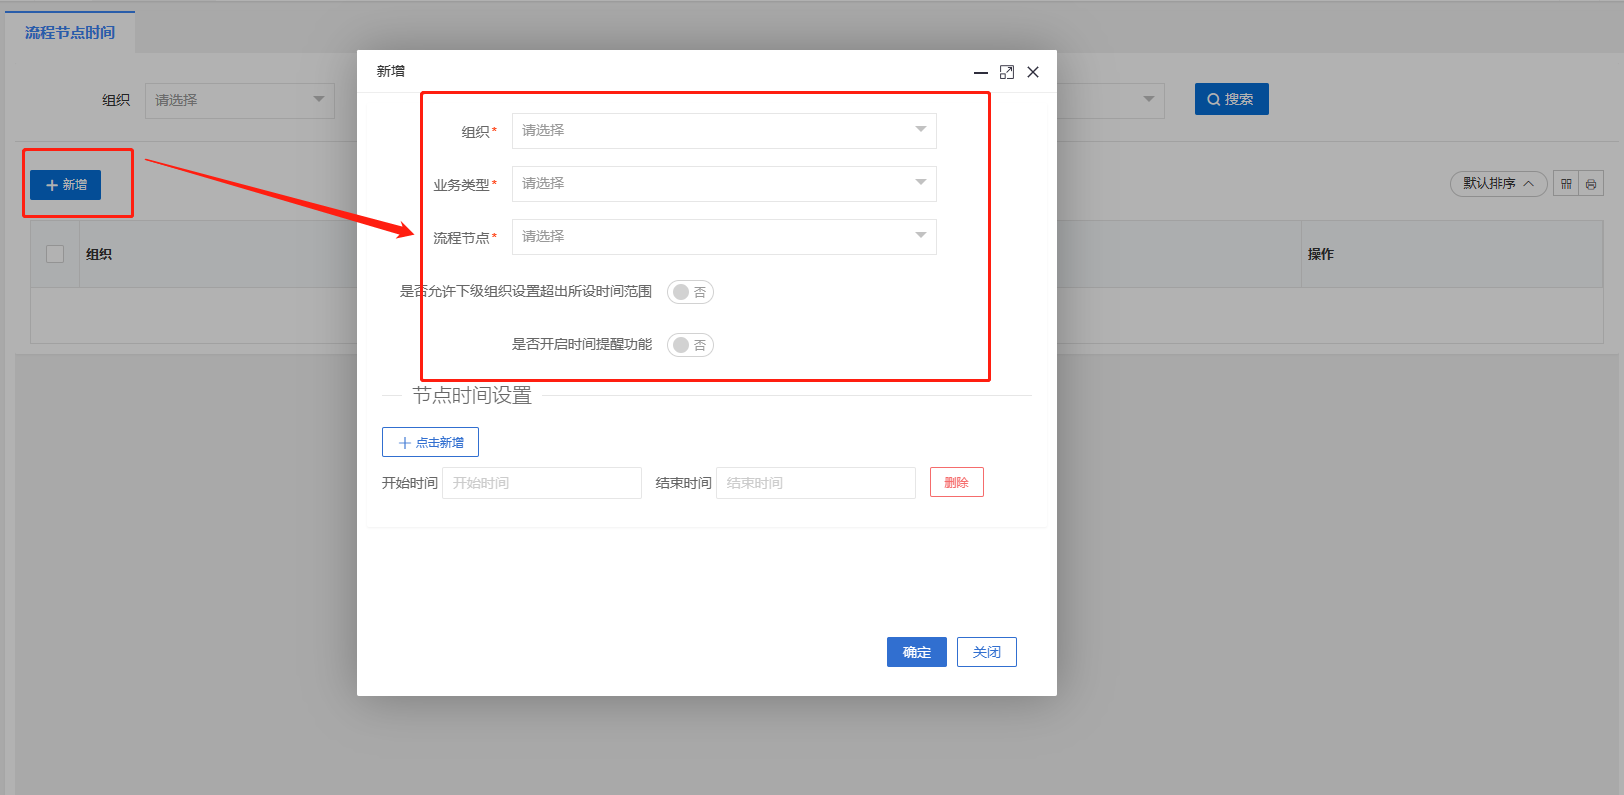 流程节点时间
新增
组织 请选择
搜索
组织* 请选择
业务类型* 请选择
新增
默认排序
流程节点* 请选择
组织
操作
是否允许下级组织设置超出所设时间范围 否
是否开启时间提醒功能 否
节点时间设置
点击新增
开始时间 开始时间 结束时间 结束时间 删除
确定 关闭